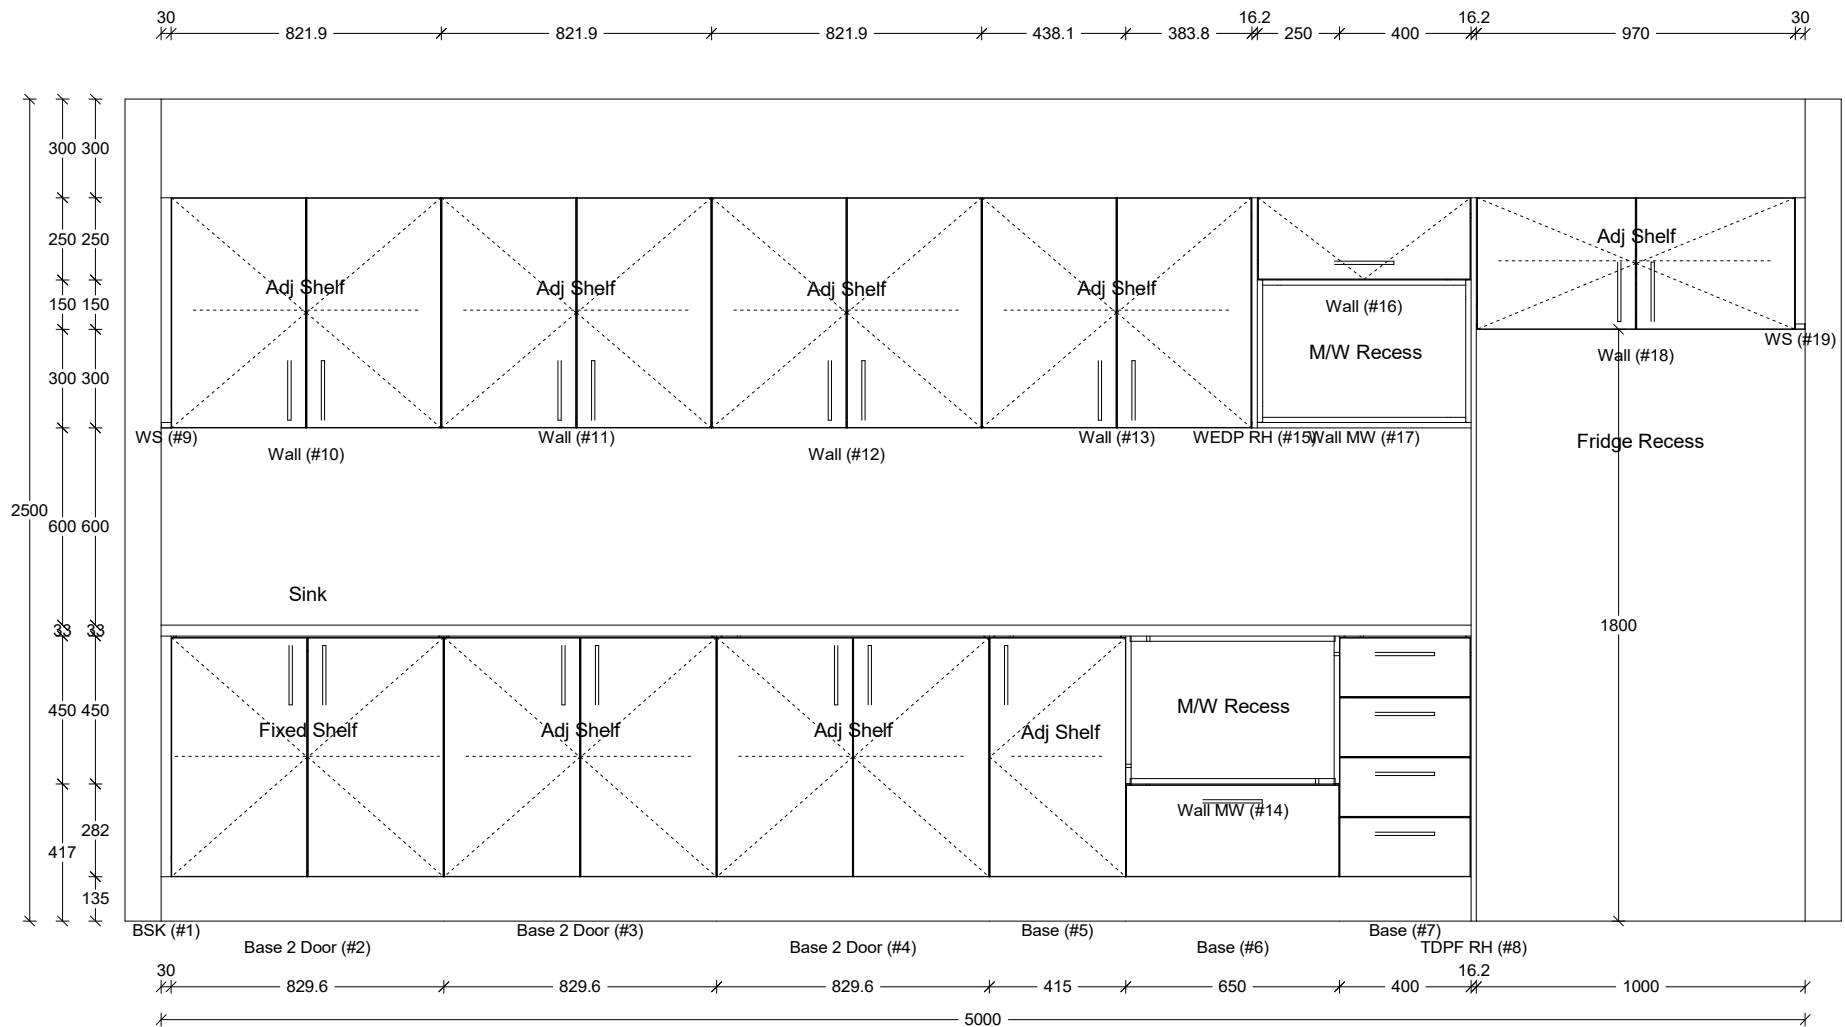 30 16.2 16.2 30
821.9 821.9 821.9 438.1 383.8 250 400 970
300 300
250 250
Adj Shelf
Adj Shelf Adj Shelf Adj Shelf Adj Shelf
150 150
Wall (#16)
M/W Recess
WS (#19)
Wall (#18)
300 300
WS (#9) Wall (#11) Wall (#13) WEDP RH (#15) Wall MW (#17)
Wall (#10) Wall (#12)
Fridge Recess
2500
600 600
Sink
33 33
1800
450 450
M/W Recess
Fixed Shelf Adj Shelf Adj Shelf Adj Shelf
Wall MW (#14)
282
417
135
BSK (#1) Base 2 Door (#3) Base (#5) Base (#7)
Base 2 Door (#2) Base 2 Door (#4) Base (#6) TDPF RH (#8)
30 16.2
829.6 829.6 829.6 415 650 400 1000
5000